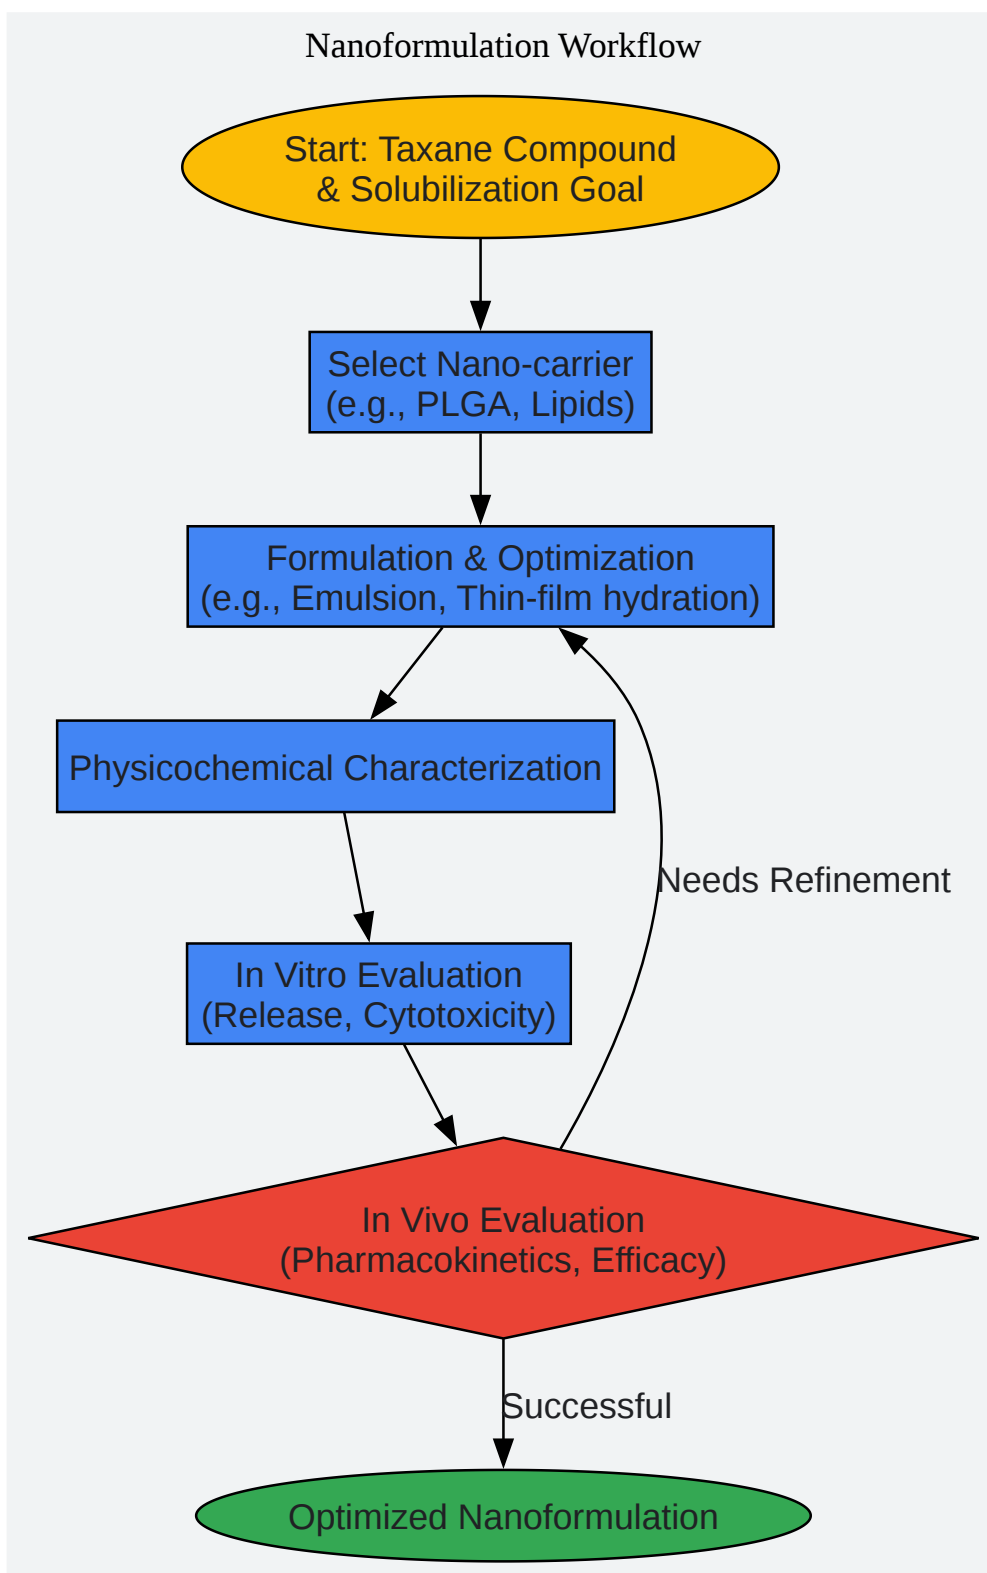 Nanoformulation Workflow
Start: Taxane Compound
& Solubilization Goal
Select Nano-carrier
(e.g., PLGA, Lipids)
Formulation & Optimization
(e.g., Emulsion, Thin-film hydration)
Physicochemical Characterization
Needs Refinement
In Vitro Evaluation
(Release, Cytotoxicity)
In Vivo Evaluation
(Pharmacokinetics, Efficacy)
Successful
Optimized Nanoformulation